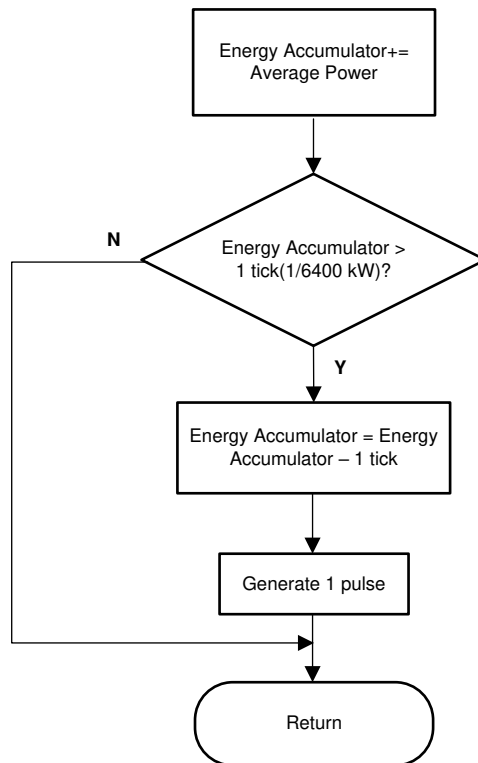 Energy Accumulator+=
Average Power
N
Energy Accumulator >
1 tick(1/6400 kW)?
Y
Energy Accumulator = Energy
Accumulator – 1 tick
Generate 1 pulse
Return